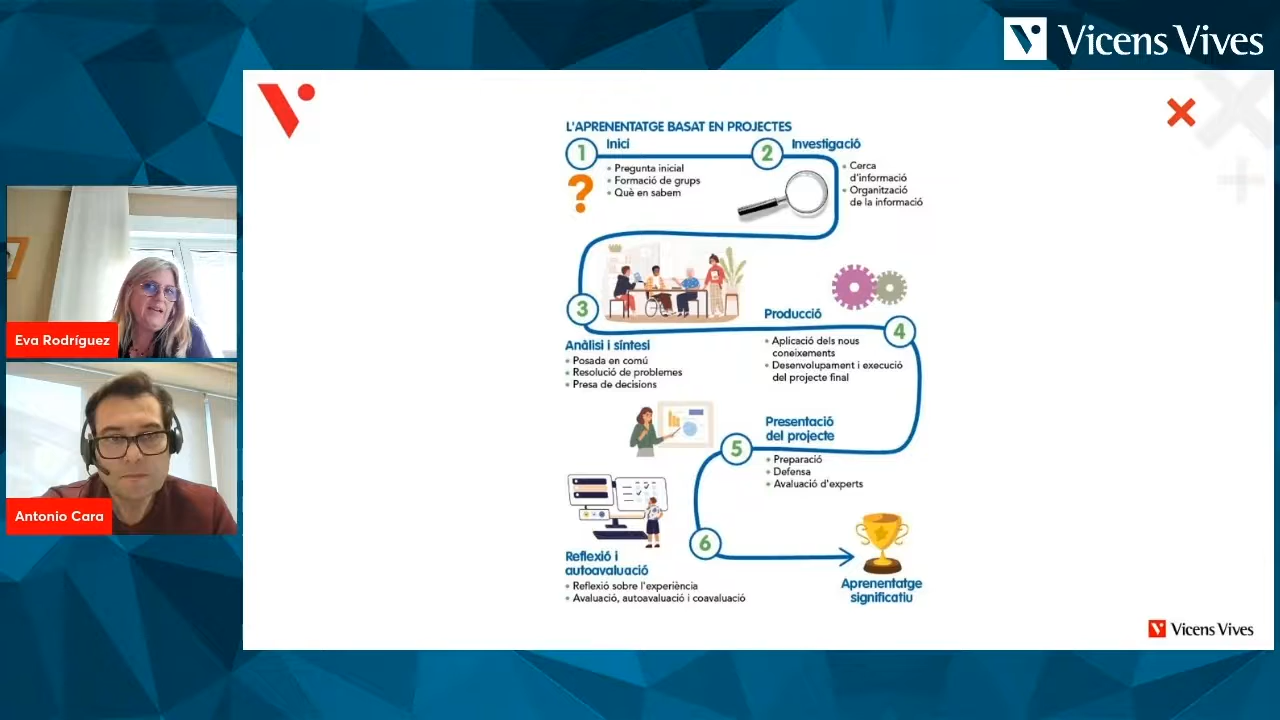 Vicens Vives
L'APRENENTATGE BASAT EN PROJECTES
1
Inici
• Pregunta inicial
• Formació de grups
• Què en sabem
?
2
Investigació
• Cerca
d'informació
• Organització
de la informació
3
Anàlisi i síntesi
• Posada en comú
• Resolució de problemes
• Presa de decisions
Producció
4
• Aplicació dels nous
coneixements
• Desenvolupament i execució
del projecte final
5
Presentació
del projecte
• Preparació
• Defensa
• Avaluació d'experts
6
Reflexió i
autoavaluació
• Reflexió sobre l'experiència
• Avaluació, autoavaluació i coavaluació
Aprenentatge
significatiu
Eva Rodríguez
Antonio Cara
Vicens Vives